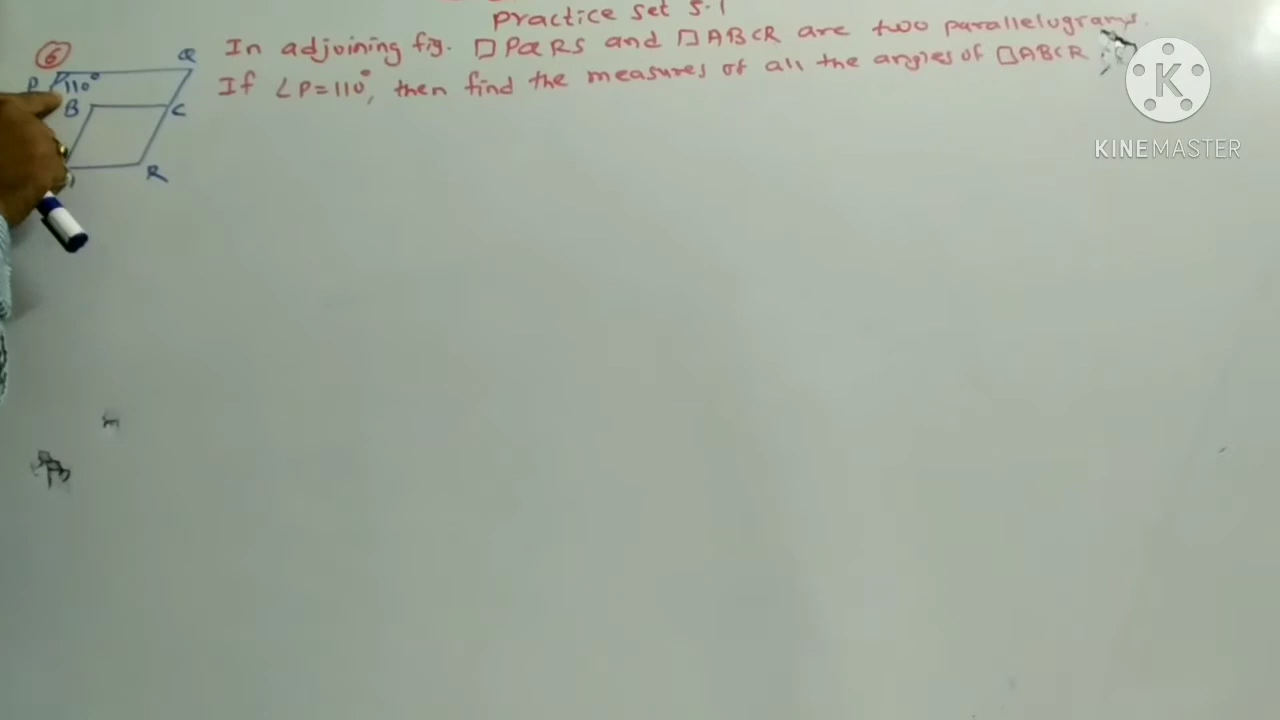 Practice set 5.1
6 In adjoining fig. □PQRS and □ABCR are two parallelugrams.
If ∠P=110°, then find the measures of all the angles of □ABCR
P 110° Q
B C
R
K
KINEMASTER